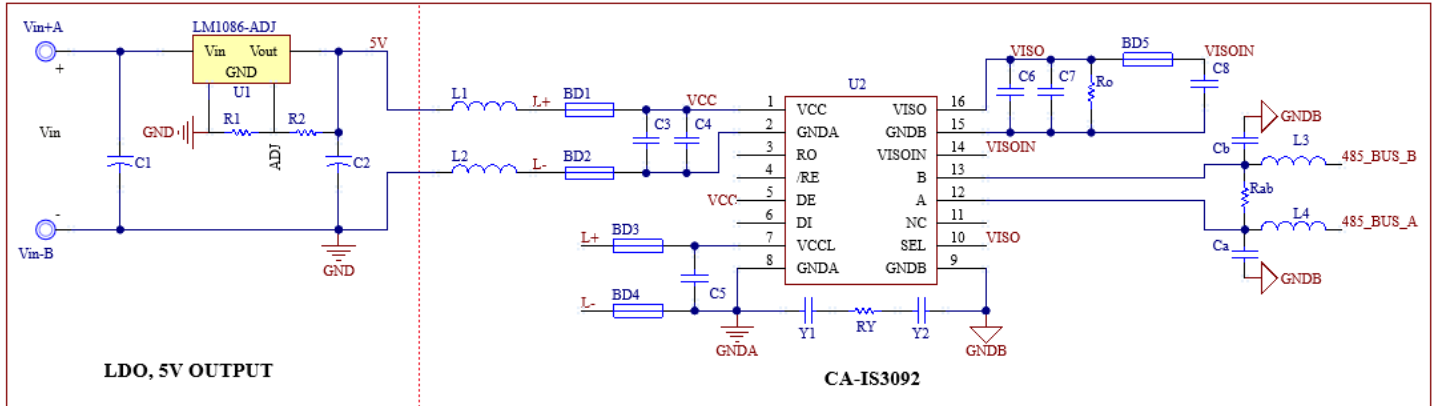 Vin+A
LM1086-ADJ
5V
+
Vin
Vout
GND
U1
GND
R1
R2
ADJ
Vin
C1
C2
-
Vin-B
GND
LDO, 5V OUTPUT
L1
L+
BD1
VCC
C3
C4
L2
L-
BD2
VCC
L+
BD3
C5
L-
BD4
GNDA
Y1
RY
Y2
GNDB
U2
1
VCC
VISO
16
2
GNDA
GNDB
15
3
RO
VISOIN
14
4
/RE
B
13
5
DE
A
12
6
DI
NC
11
7
VCCL
SEL
10
8
GNDA
GNDB
9
VISO
C6
C7
Ro
BD5
VISOIN
C8
VISOIN
VISO
GNDB
Cb
L3
485_BUS_B
Rab
L4
485_BUS_A
Ca
GNDB
CA-IS3092